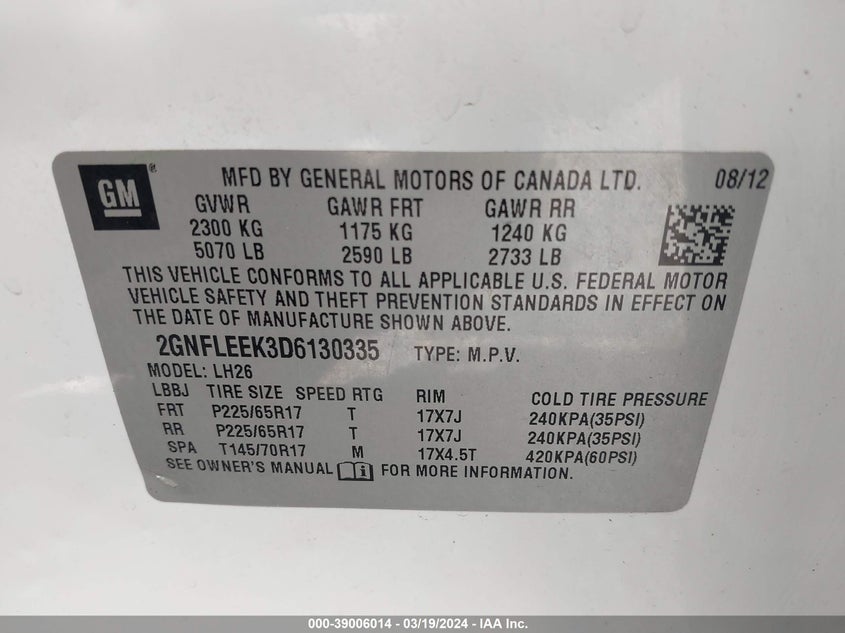 GM ® MFD BY GENERAL MOTORS OF CANADA LTD. 08/12
GVWR GAWR FRT GAWR RR
2300 KG 1175 KG 1240 KG
5070 LB 2590 LB 2733 LB
THIS VEHICLE CONFORMS TO ALL APPLICABLE U.S. FEDERAL MOTOR
VEHICLE SAFETY AND THEFT PREVENTION STANDARDS IN EFFECT ON
THE DATE OF MANUFACTURE SHOWN ABOVE.
2GNFLEEK3D6130335 TYPE: M.P.V.
MODEL: LH26
LBBJ TIRE SIZE SPEED RTG RIM COLD TIRE PRESSURE
FRT P225/65R17 T 17X7J 240KPA(35PSI)
RR P225/65R17 T 17X7J 240KPA(35PSI)
SPA T145/70R17 M 17X4.5T 420KPA(60PSI)
SEE OWNER'S MANUAL FOR MORE INFORMATION.
000-39006014 — 03/19/2024 — IAA Inc.